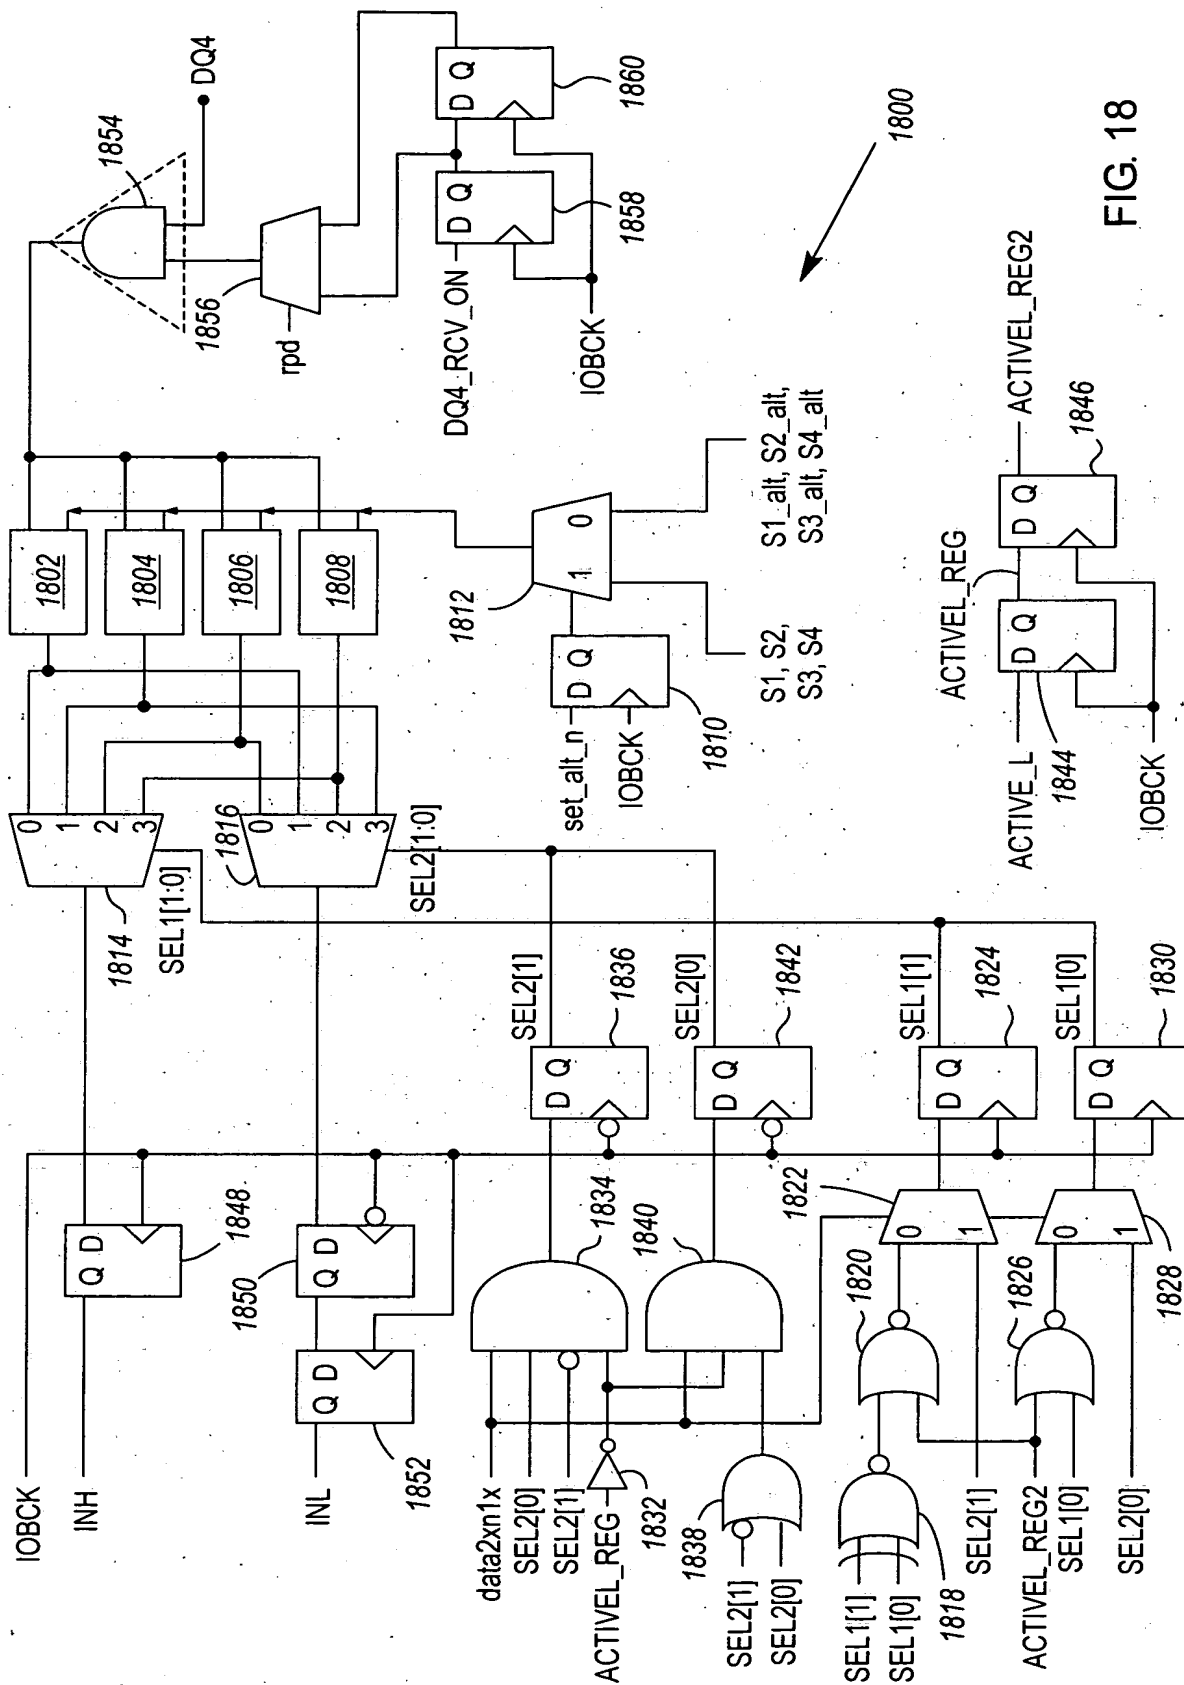 IOBCK
INH
Q D
1848
1814
SEL1[1:0]
0
1
2
3
1802
1804
1806
1808
1854
DQ4
1856
rpd
DQ4_RCV_ON
D Q
1858
D Q
1860
IOBCK
INL
Q D
1850
Q D
1852
1816
0
1
2
3
SEL2[1:0]
set_alt_n
IOBCK
D Q
1810
1812
1
0
S1, S2,
S3, S4
S1_alt, S2_alt,
S3_alt, S4_alt
1800
data2xn1x
SEL2[0]
SEL2[1]
ACTIVEL_REG
1832
1834
D Q
SEL2[1]
1836
SEL2[1]
SEL2[0]
1838
1840
D Q
SEL2[0]
1842
SEL1[1]
SEL1[0]
1818
SEL2[1]
1820
0
1
1822
D Q
SEL1[1]
1824
ACTIVEL_REG2
SEL1[0]
SEL2[0]
1826
0
1
1828
D Q
SEL1[0]
1830
ACTIVE_L
D Q
1844
ACTIVEL_REG
D Q
1846
ACTIVEL_REG2
IOBCK
FIG. 18